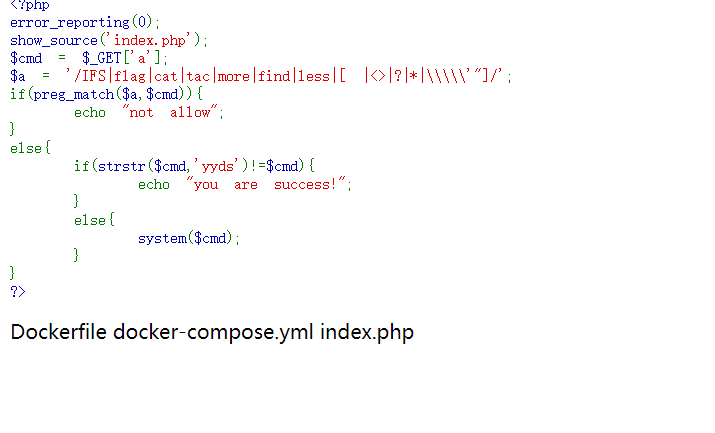 <?php
error_reporting(0);
show_source('index.php');
$cmd = $_GET['a'];
$a = '/IFS|flag|cat|tac|more|find|less|[ |<>|?|*|\\\\\'"]/';
if(preg_match($a,$cmd)){
echo "not allow";
}
else{
if(strstr($cmd,'yyds')!=$cmd){
echo "you are success!";
}
else{
system($cmd);
}
}
?>
Dockerfile docker-compose.yml index.php